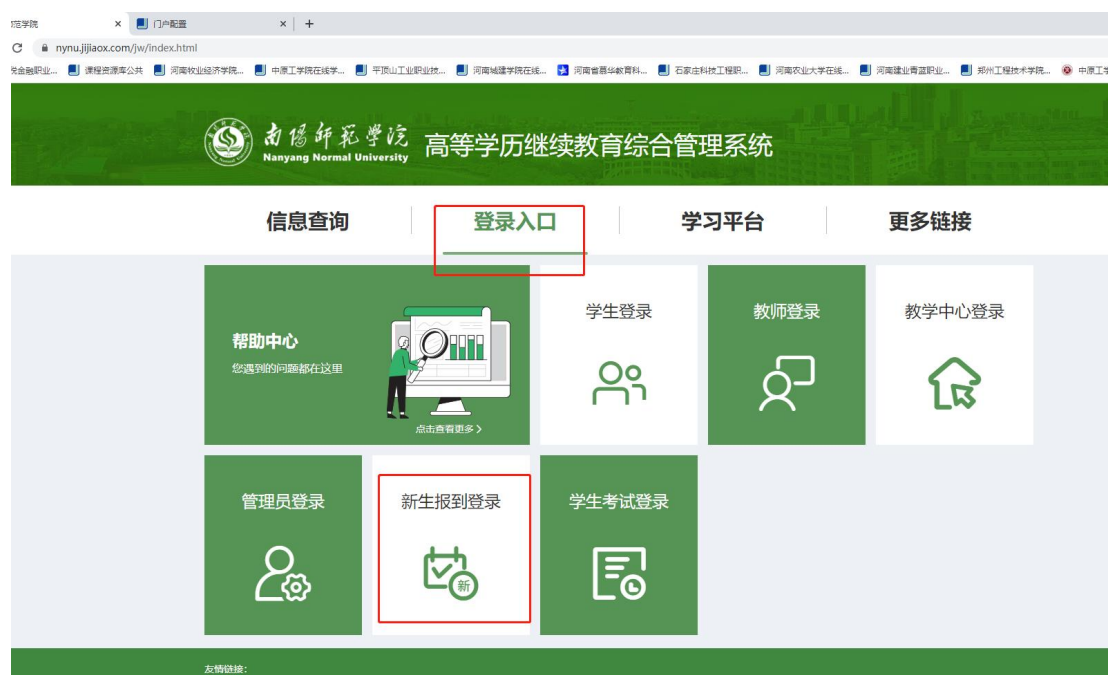 范学院 × 门户配置 × +
nynu.jijiaox.com/jw/index.html
金融职业... 课程资源库公共 河南牧业经济学院... 中原工学院在线学... 平顶山工业职业技... 河南城建学院在线... 河南省慕华教育科... 石家庄科技工程职... 河南农业大学在线... 河南建业青蓝职业... 郑州工程技术学院... 中原工学
南阳师范学院
Nanyang Normal University
高等学历继续教育综合管理系统
信息查询 登录入口 学习平台 更多链接
帮助中心
您遇到的问题都在这里
点击查看更多 >
学生登录 教师登录 教学中心登录
管理员登录 新生报到登录 学生考试登录
新
友情链接: